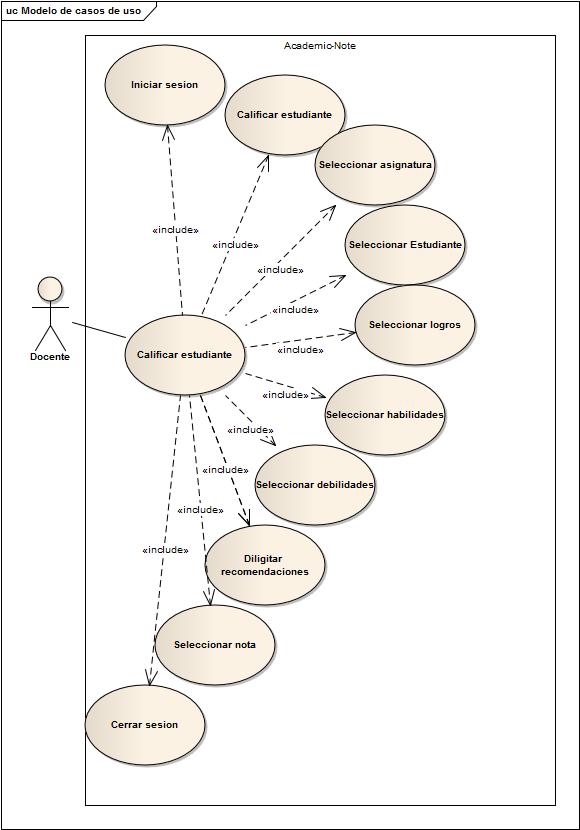 uc Modelo de casos de uso
Academic-Note
Iniciar sesion
Calificar estudiante
Seleccionar asignatura
«include»
«include»
Seleccionar Estudiante
«include»
«include»
Seleccionar logros
Docente
Calificar estudiante
«include»
«include»
Seleccionar habilidades
«include»
«include»
Seleccionar debilidades
«include»
«include»
Diligitar
recomendaciones
Seleccionar nota
Cerrar sesion